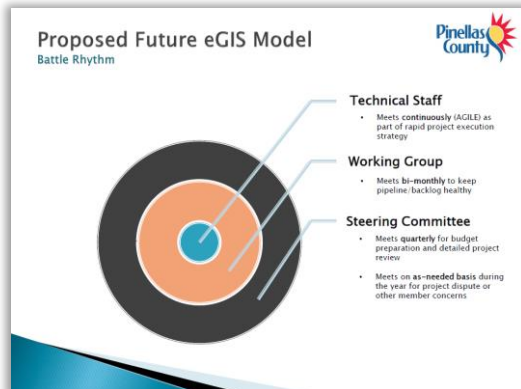 Proposed Future eGIS Model
Battle Rhythm
Pinellas
County
Technical Staff
• Meets continuously (AGILE) as
part of rapid project execution
strategy
Working Group
• Meets bi-monthly to keep
pipeline/backlog healthy
Steering Committee
• Meets quarterly for budget
preparation and detailed project
review
• Meets on as-needed basis during
the year for project dispute or
other member concerns